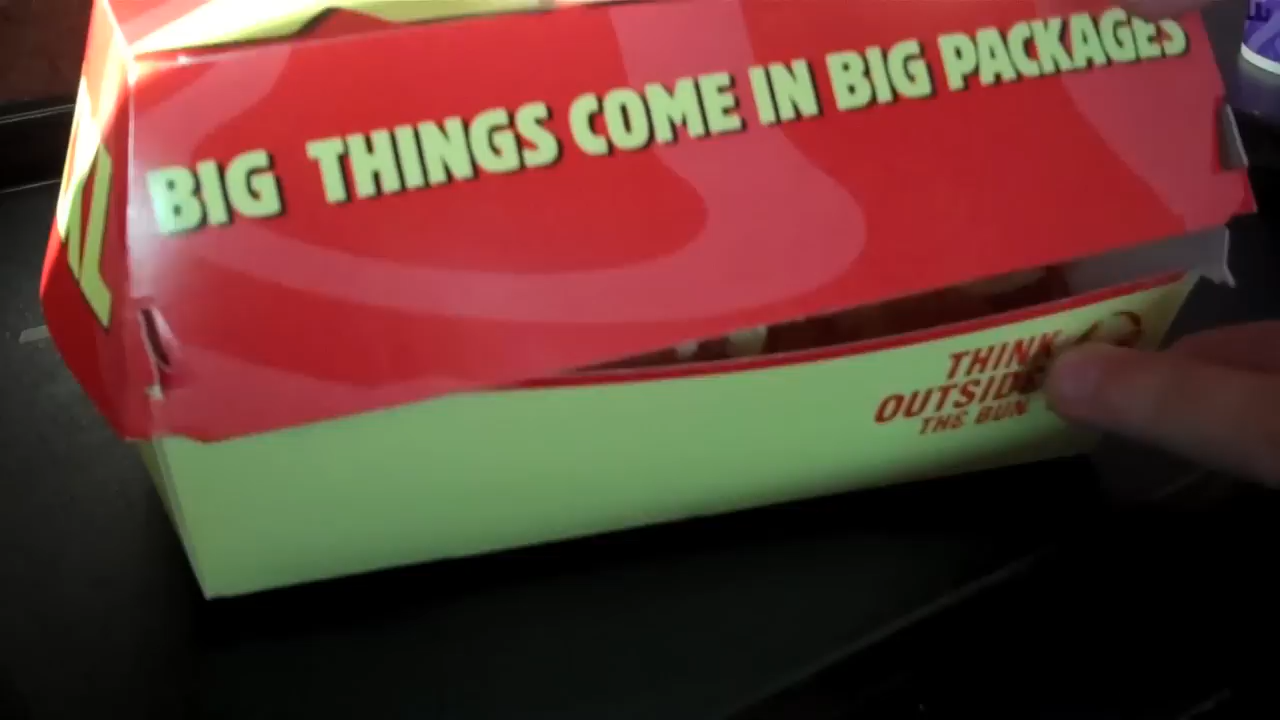 BIG THINGS COME IN BIG PACKAGES
THINK
OUTSIDE
THE BUN